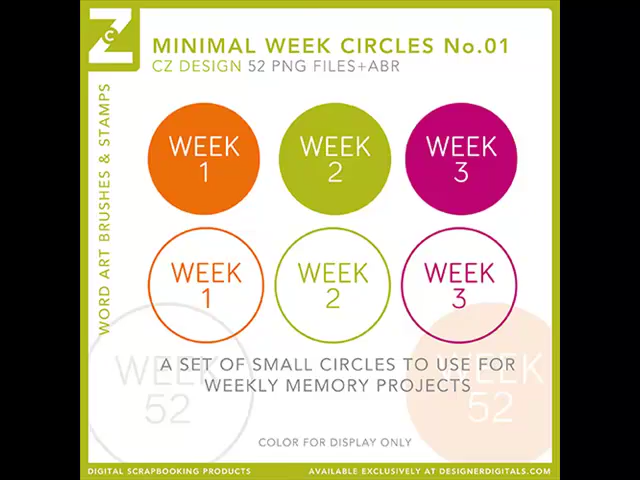 Z
C
MINIMAL WEEK CIRCLES No.01
CZ DESIGN 52 PNG FILES+ABR
WORD ART BRUSHES & STAMPS
WEEK
1
WEEK
2
WEEK
3
WEEK
1
WEEK
2
WEEK
3
WEEK
52
WEEK
52
A SET OF SMALL CIRCLES TO USE FOR
WEEKLY MEMORY PROJECTS
COLOR FOR DISPLAY ONLY
DIGITAL SCRAPBOOKING PRODUCTS
AVAILABLE EXCLUSIVELY AT DESIGNERDIGITALS.COM